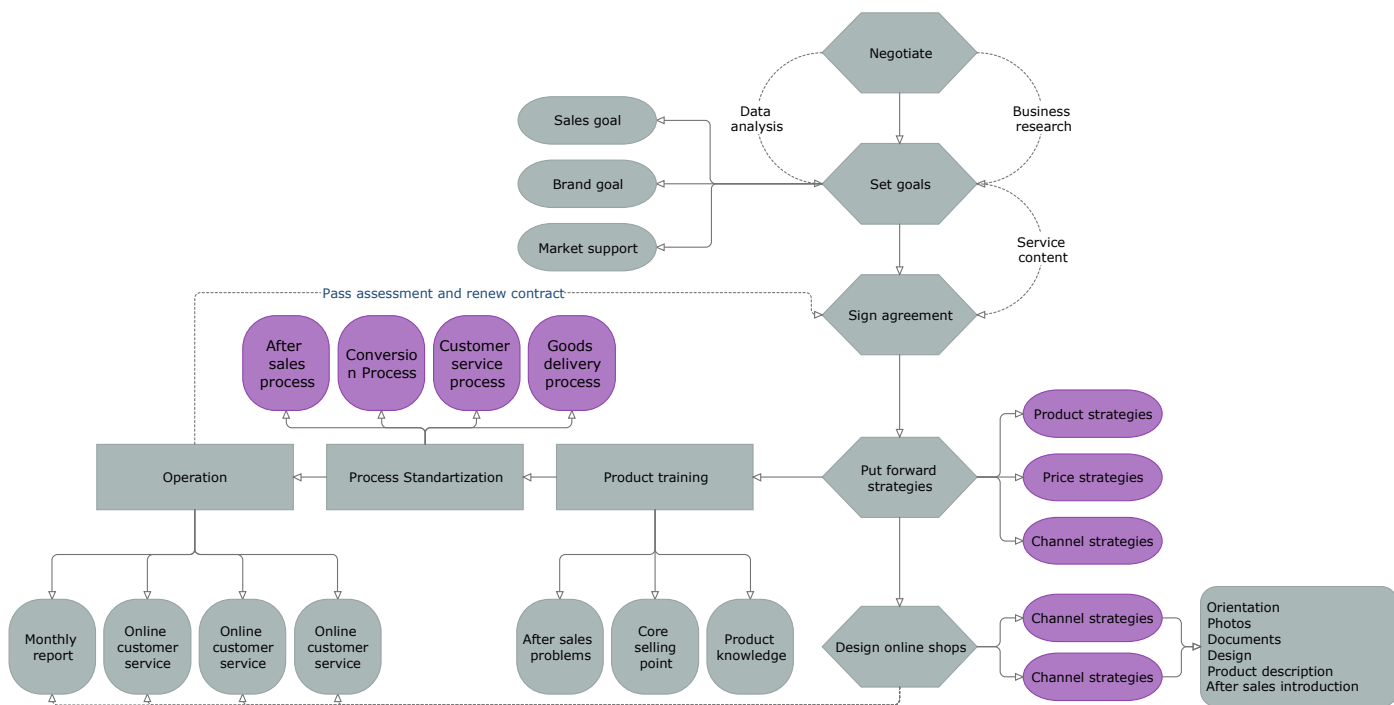 Negotiate
Data
analysis
Business
research
Sales goal
Brand goal
Set goals
Market support
Service
content
Pass assessment and renew contract
Sign agreement
After
sales
process
Conversio
n Process
Customer
service
process
Goods
delivery
process
Product strategies
Operation
Process Standartization
Product training
Put forward
strategies
Price strategies
Channel strategies
Monthly
report
Online
customer
service
Online
customer
service
Online
customer
service
After sales
problems
Core
selling
point
Product
knowledge
Design online shops
Channel strategies
Channel strategies
Orientation
Photos
Documents
Design
Product description
After sales introduction